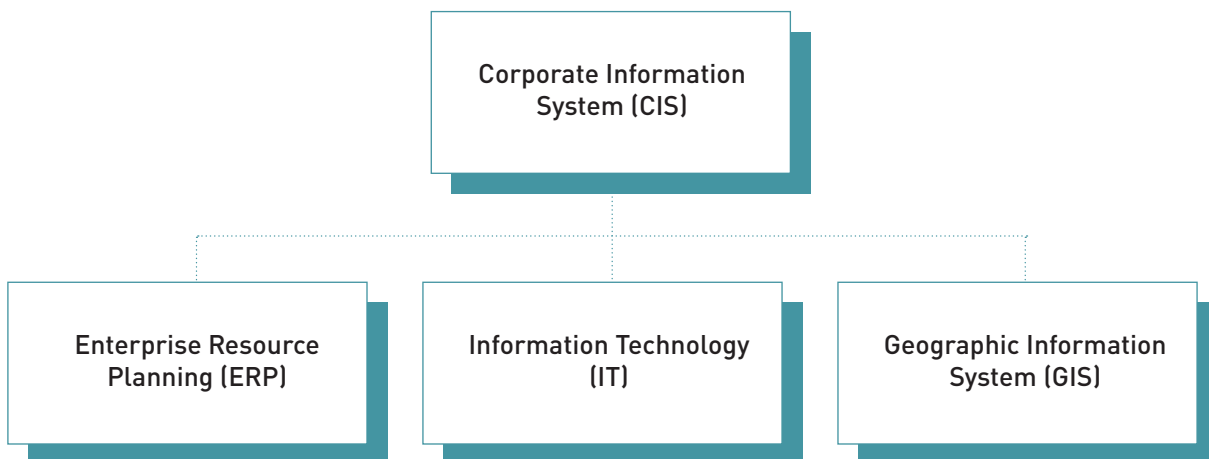 Corporate Information
System (CIS)
Enterprise Resource
Planning (ERP)
Information Technology
(IT)
Geographic Information
System (GIS)